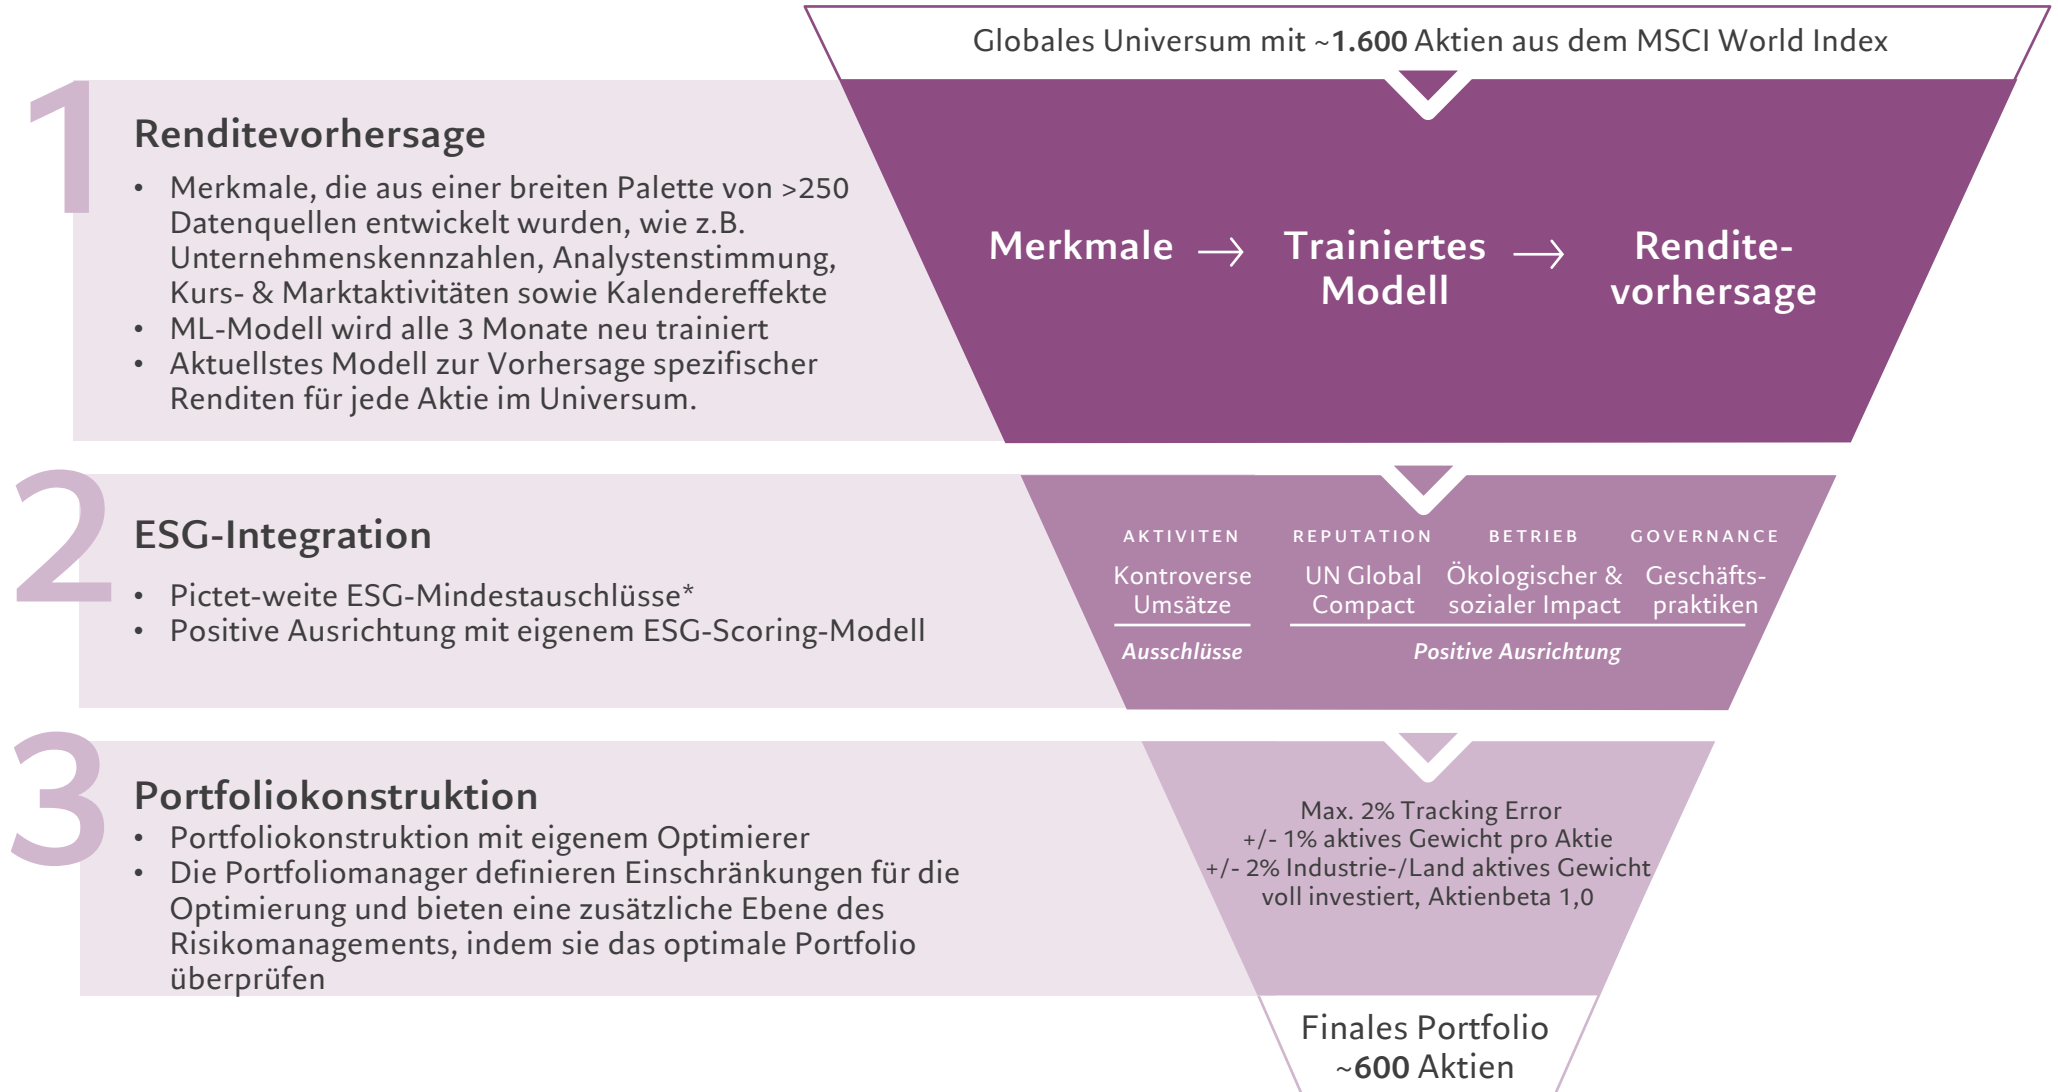 Globales Universum mit ~1.600 Aktien aus dem MSCI World Index
1
Renditevorhersage
• Merkmale, die aus einer breiten Palette von >250
Datenquellen entwickelt wurden, wie z.B.
Unternehmenskennzahlen, Analystenstimmung,
Kurs- & Marktaktivitäten sowie Kalendereffekte
• ML-Modell wird alle 3 Monate neu trainiert
• Aktuellstes Modell zur Vorhersage spezifischer
Renditen für jede Aktie im Universum.
Merkmale → Trainiertes → Rendite-
Modell vorhersage
2
ESG-Integration
• Pictet-weite ESG-Mindestauschlüsse*
• Positive Ausrichtung mit eigenem ESG-Scoring-Modell
AKTIVITEN REPUTATION BETRIEB GOVERNANCE
Kontroverse UN Global Ökologischer & Geschäfts-
Umsätze Compact sozialer Impact praktiken
Ausschlüsse Positive Ausrichtung
3
Portfoliokonstruktion
• Portfoliokonstruktion mit eigenem Optimierer
• Die Portfoliomanager definieren Einschränkungen für die
Optimierung und bieten eine zusätzliche Ebene des
Risikomanagements, indem sie das optimale Portfolio
überprüfen
Max. 2% Tracking Error
+/- 1% aktives Gewicht pro Aktie
+/- 2% Industrie-/Land aktives Gewicht
voll investiert, Aktienbeta 1,0
Finales Portfolio
~600 Aktien